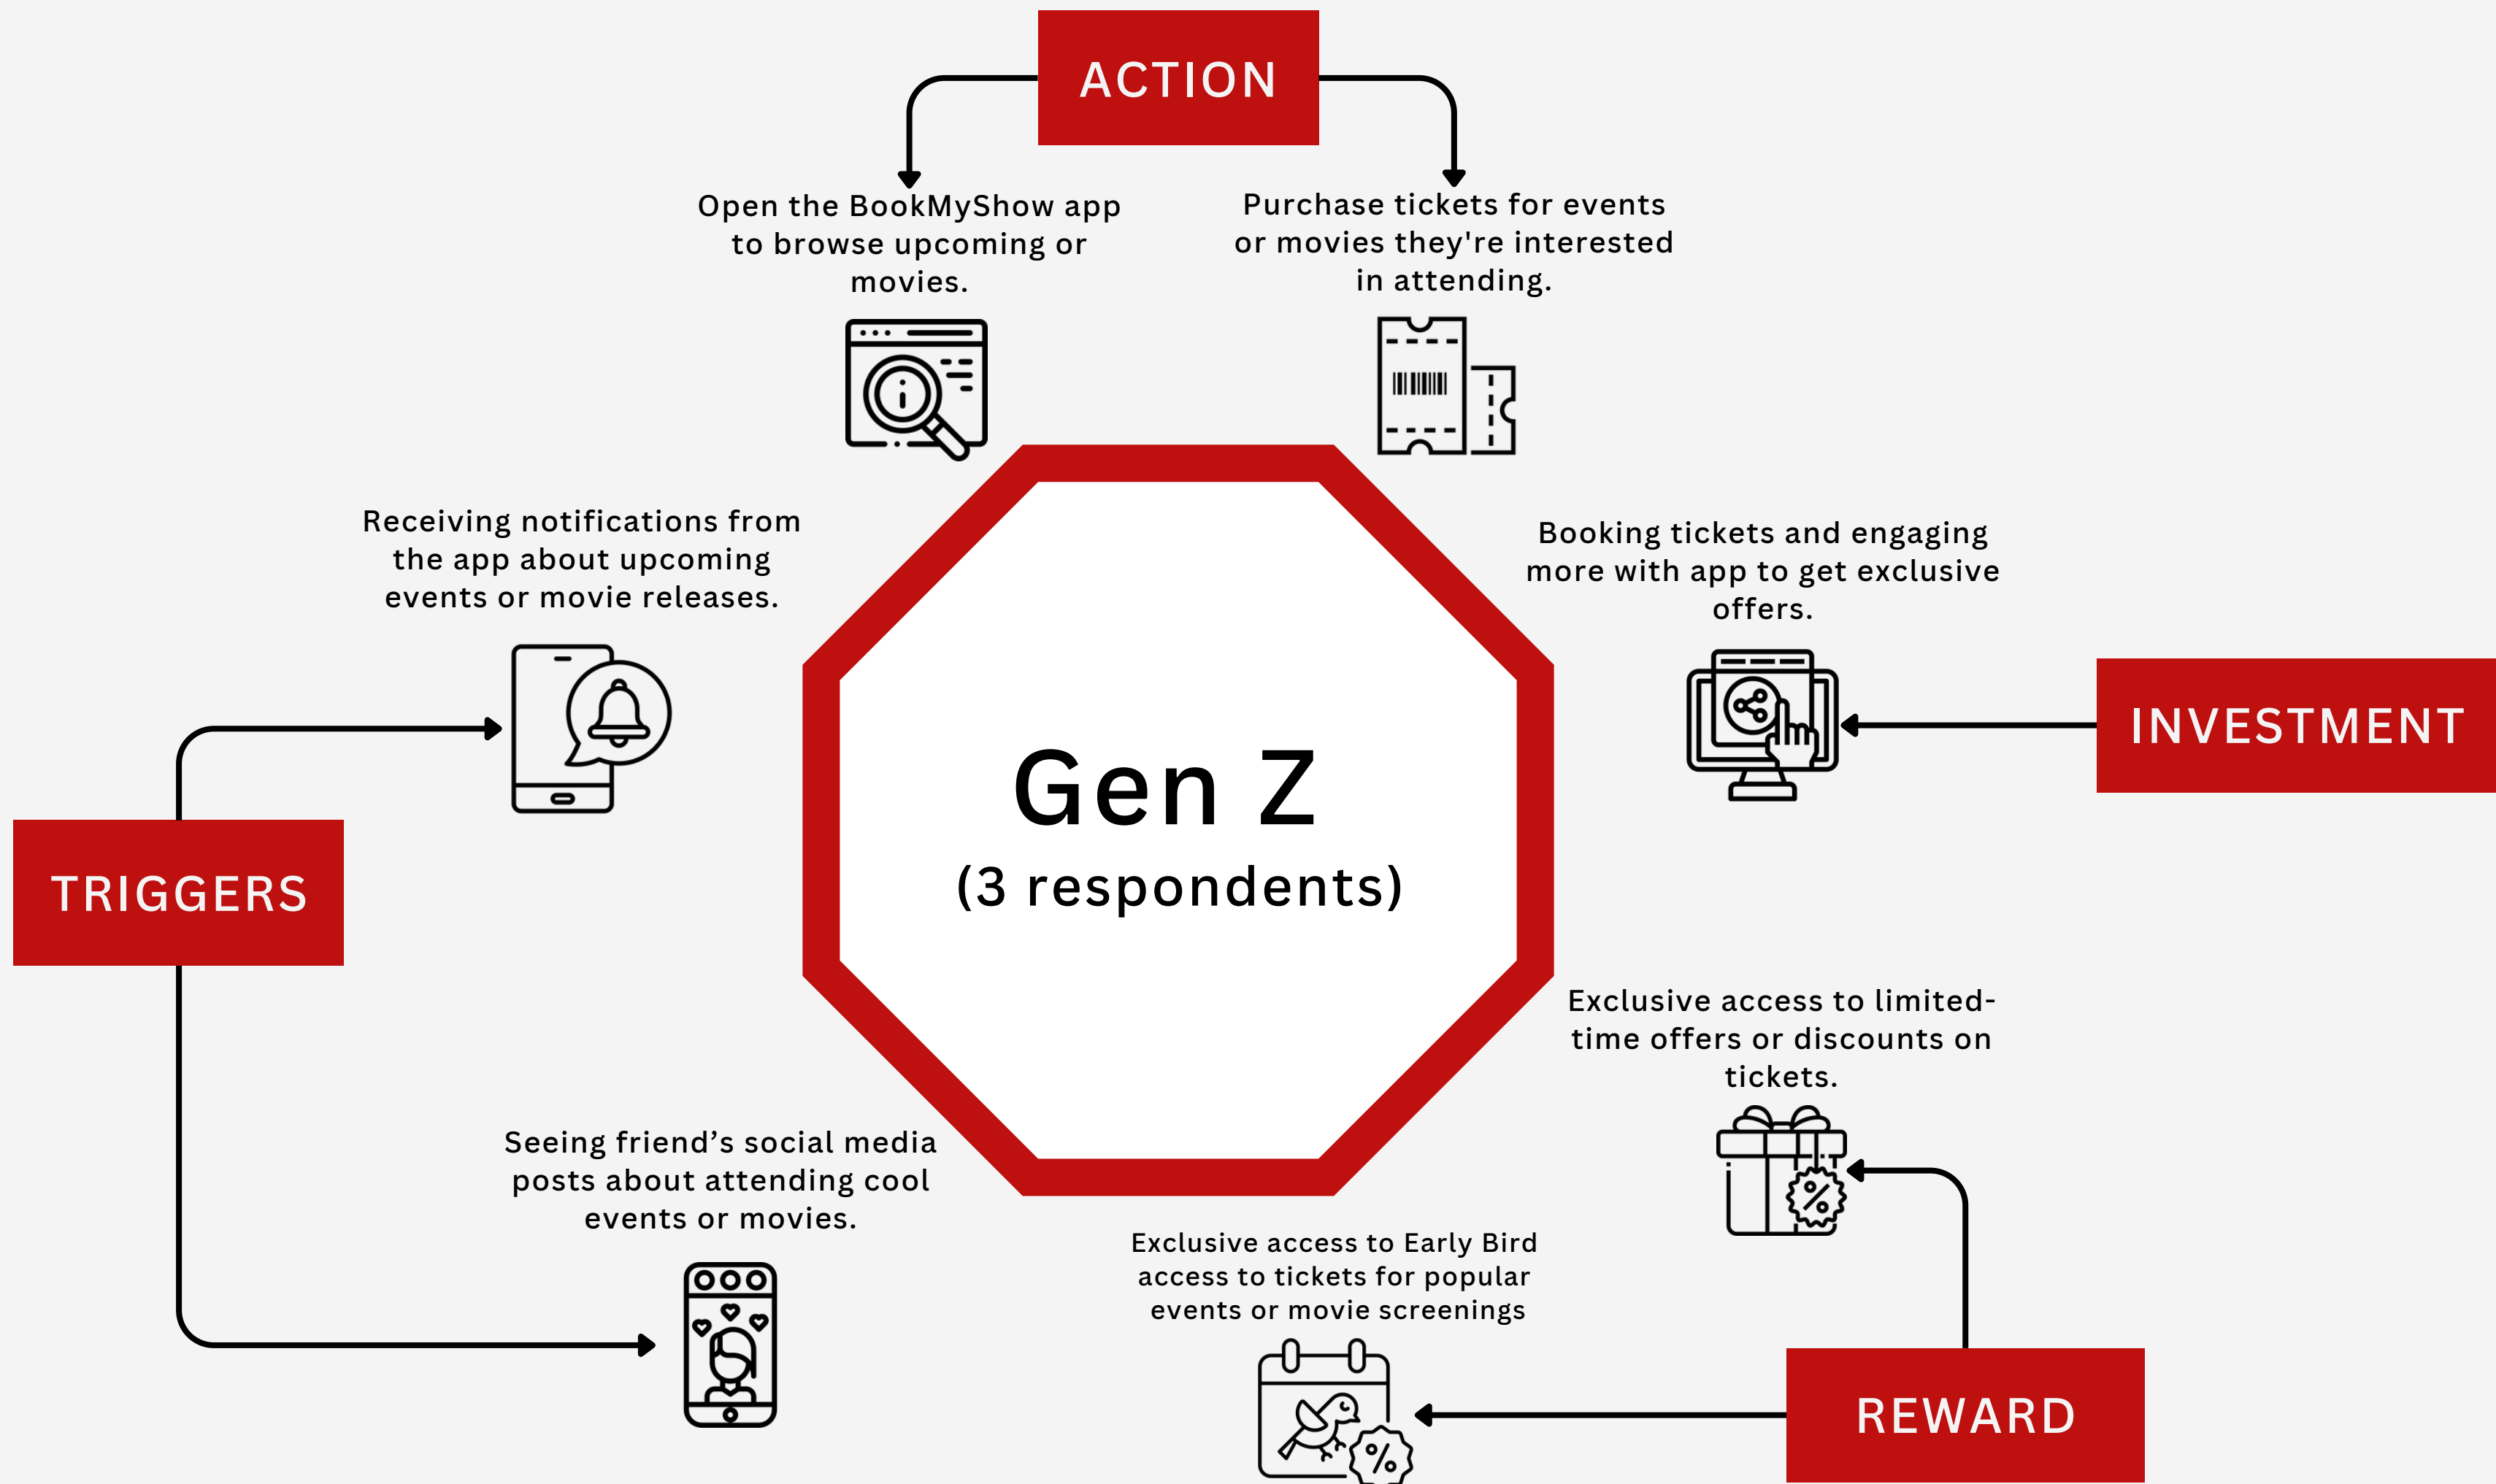 ACTION
Open the BookMyShow app
to browse upcoming or
movies.
Purchase tickets for events
or movies they're interested
in attending.
Receiving notifications from
the app about upcoming
events or movie releases.
Booking tickets and engaging
more with app to get exclusive
offers.
INVESTMENT
TRIGGERS
Gen Z
(3 respondents)
Exclusive access to limited-
time offers or discounts on
tickets.
Seeing friend’s social media
posts about attending cool
events or movies.
Exclusive access to Early Bird
access to tickets for popular
events or movie screenings
REWARD